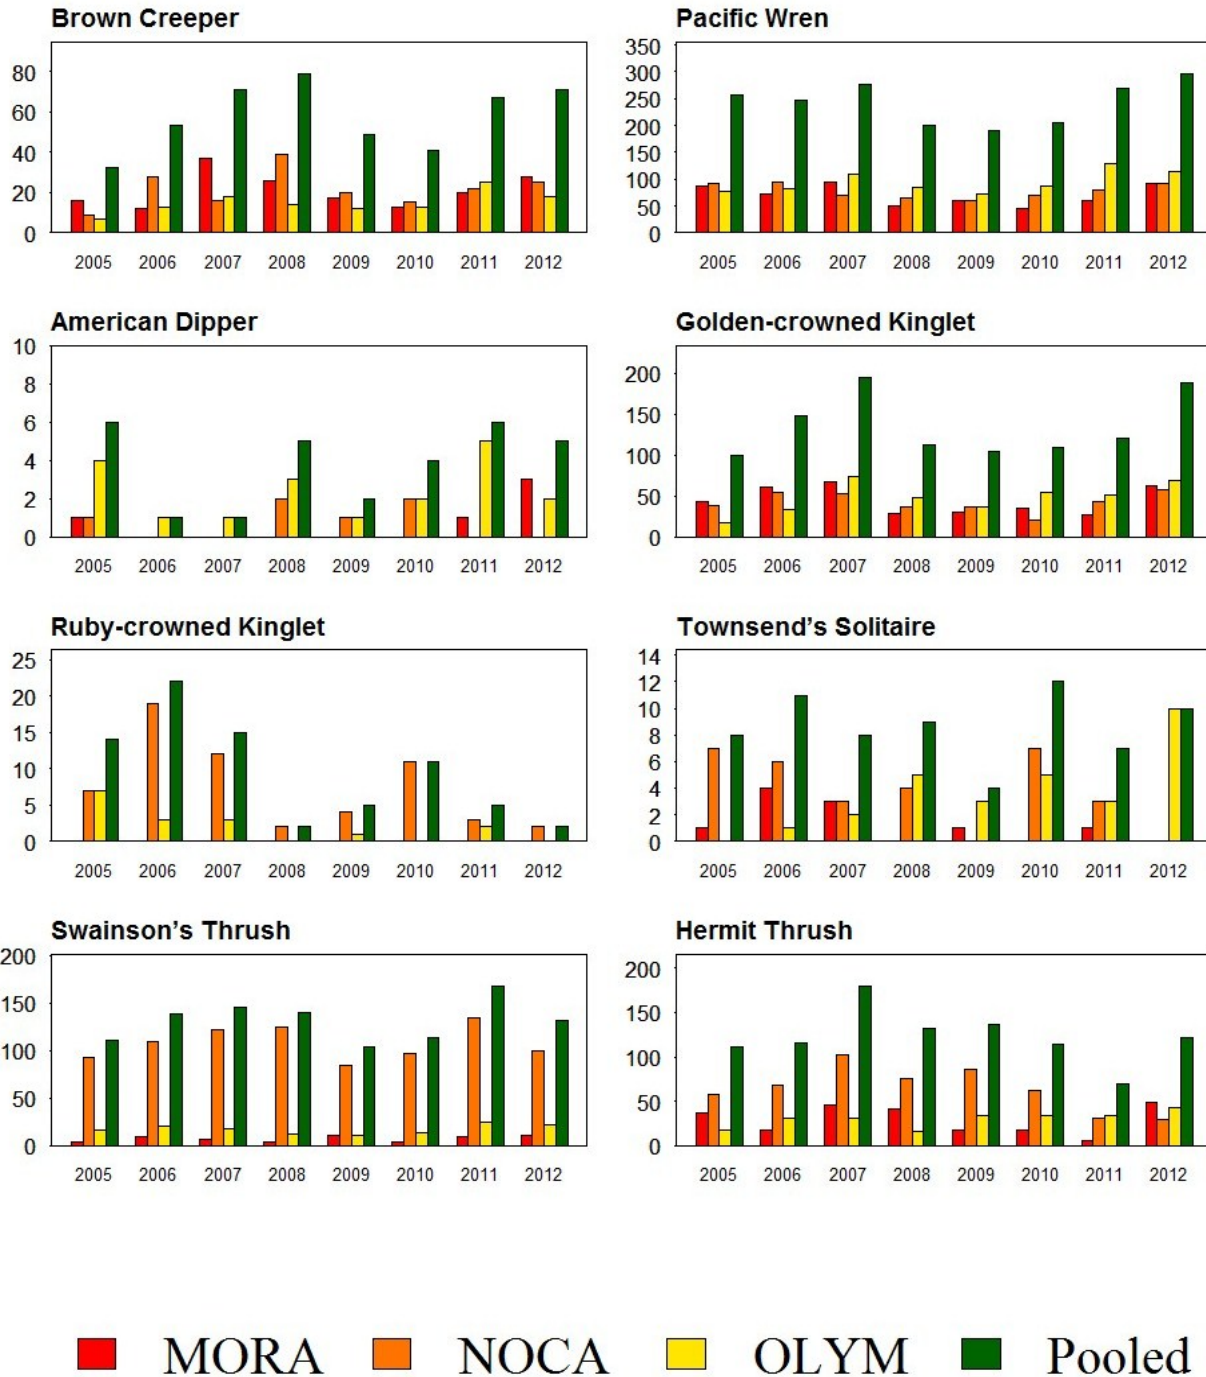 Brown Creeper
80
60
40
20
0
2005 2006 2007 2008 2009 2010 2011 2012
Pacific Wren
350
300
250
200
150
100
50
0
2005 2006 2007 2008 2009 2010 2011 2012
American Dipper
10
8
6
4
2
0
2005 2006 2007 2008 2009 2010 2011 2012
Golden-crowned Kinglet
200
150
100
50
0
2005 2006 2007 2008 2009 2010 2011 2012
Ruby-crowned Kinglet
25
20
15
10
5
0
2005 2006 2007 2008 2009 2010 2011 2012
Townsend’s Solitaire
14
12
10
8
6
4
2
0
2005 2006 2007 2008 2009 2010 2011 2012
Swainson’s Thrush
200
150
100
50
0
2005 2006 2007 2008 2009 2010 2011 2012
Hermit Thrush
200
150
100
50
0
2005 2006 2007 2008 2009 2010 2011 2012
MORA NOCA OLYM Pooled